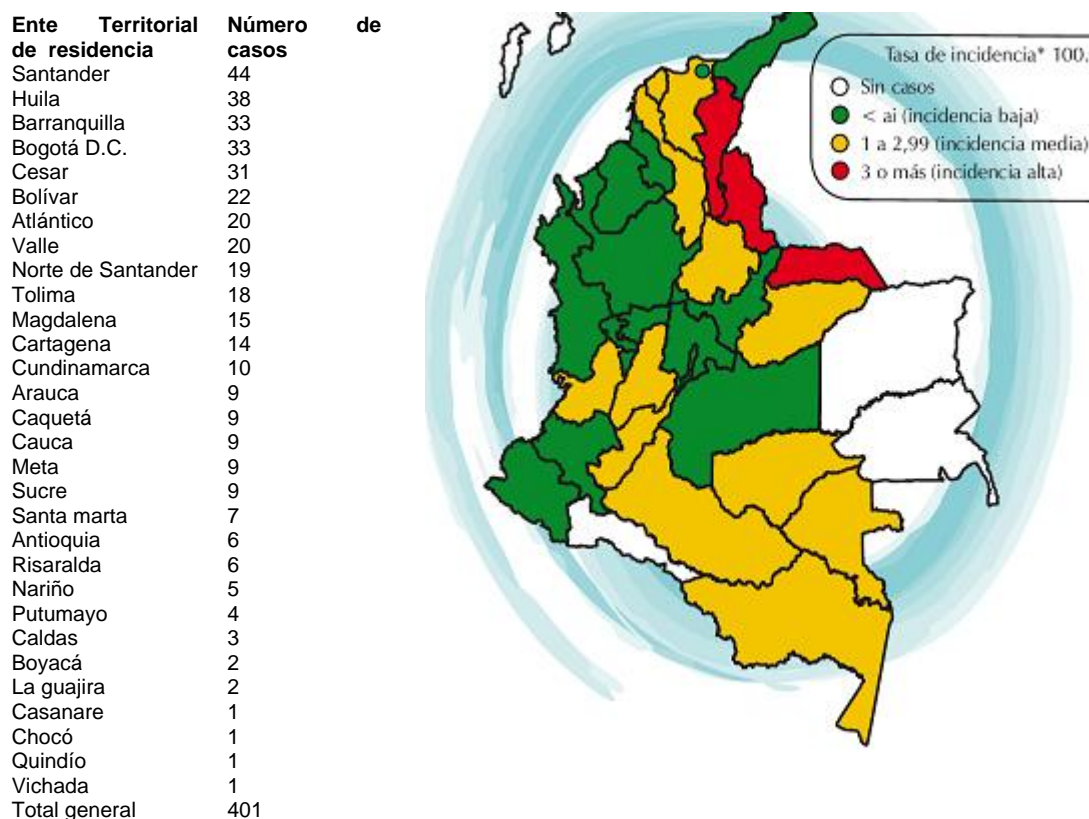 Ente Territorial de residencia Número de casos
Santander 44
Huila 38
Barranquilla 33
Bogotá D.C. 33
Cesar 31
Bolívar 22
Atlántico 20
Valle 20
Norte de Santander 19
Tolima 18
Magdalena 15
Cartagena 14
Cundinamarca 10
Arauca 9
Caquetá 9
Cauca 9
Meta 9
Sucre 9
Santa marta 7
Antioquia 6
Risaralda 6
Nariño 5
Putumayo 4
Caldas 3
Boyacá 2
La guajira 2
Casanare 1
Chocó 1
Quindío 1
Vichada 1
Total general 401
Tasa de incidencia* 100.
Sin casos
< ai (incidencia baja)
1 a 2,99 (incidencia media)
3 o más (incidencia alta)